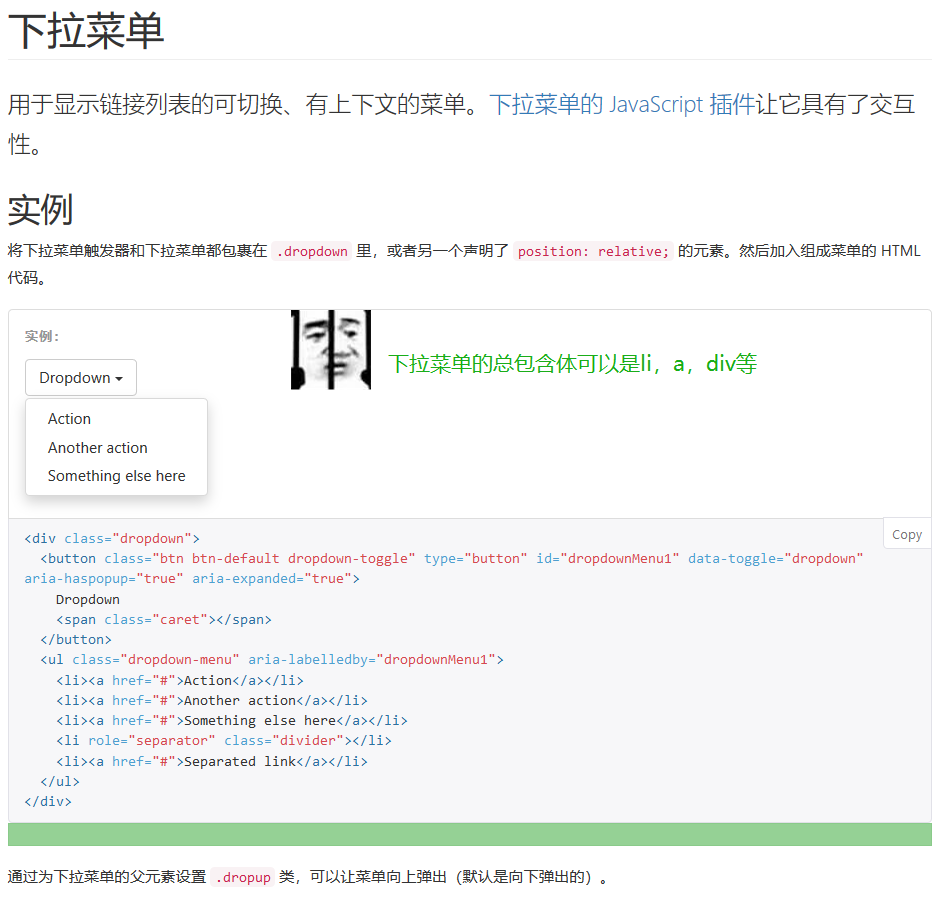 下拉菜单
用于显示链接列表的可切换、有上下文的菜单。下拉菜单的 JavaScript 插件让它具有了交互
性。
实例
将下拉菜单触发器和下拉菜单都包裹在 .dropdown 里，或者另一个声明了 position: relative; 的元素。然后加入组成菜单的 HTML
代码。
实例：
下拉菜单的总包含体可以是li，a，div等
Dropdown
Action
Another action
Something else here
Copy
<div class="dropdown">
  <button class="btn btn-default dropdown-toggle" type="button" id="dropdownMenu1" data-toggle="dropdown"
aria-haspopup="true" aria-expanded="true">
    Dropdown
    <span class="caret"></span>
  </button>
  <ul class="dropdown-menu" aria-labelledby="dropdownMenu1">
    <li><a href="#">Action</a></li>
    <li><a href="#">Another action</a></li>
    <li><a href="#">Something else here</a></li>
    <li role="separator" class="divider"></li>
    <li><a href="#">Separated link</a></li>
  </ul>
</div>
通过为下拉菜单的父元素设置 .dropup 类，可以让菜单向上弹出（默认是向下弹出的）。